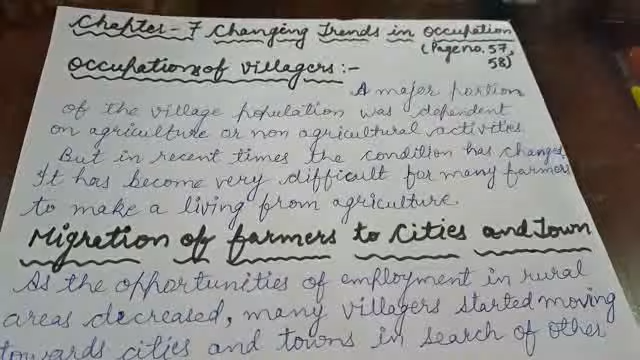 Chapter - 7 Changing Trends in Occupation
(Page no. 57,
58)
Occupations of villagers:-
A major portion
of the village population was dependent
on agriculture or non agricultural activities.
But in recent times the condition has changed.
It has become very difficult for many farmers
to make a living from agriculture.
Migration of farmers to Cities and Town
As the opportunities of employment in rural
areas decreased, many villagers started moving
towards cities and towns in search of other